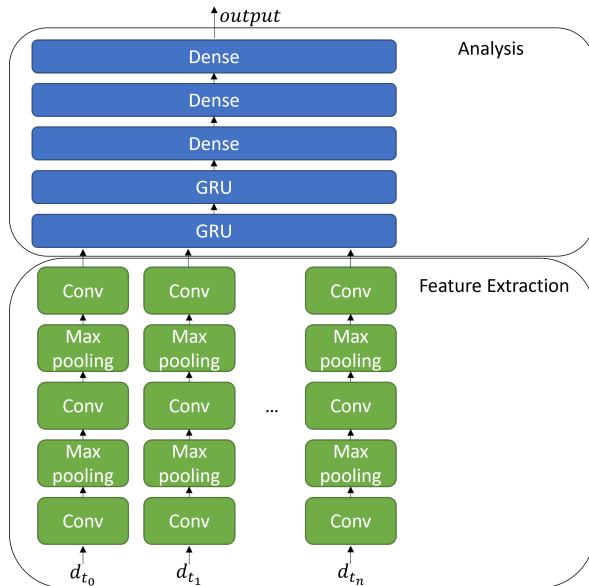 output
Analysis
Dense
Dense
Dense
GRU
GRU
Feature Extraction
Conv Conv Conv
Max pooling Max pooling Max pooling
Conv Conv ... Conv
Max pooling Max pooling Max pooling
Conv Conv Conv
d_{t_0} d_{t_1} d_{t_n}